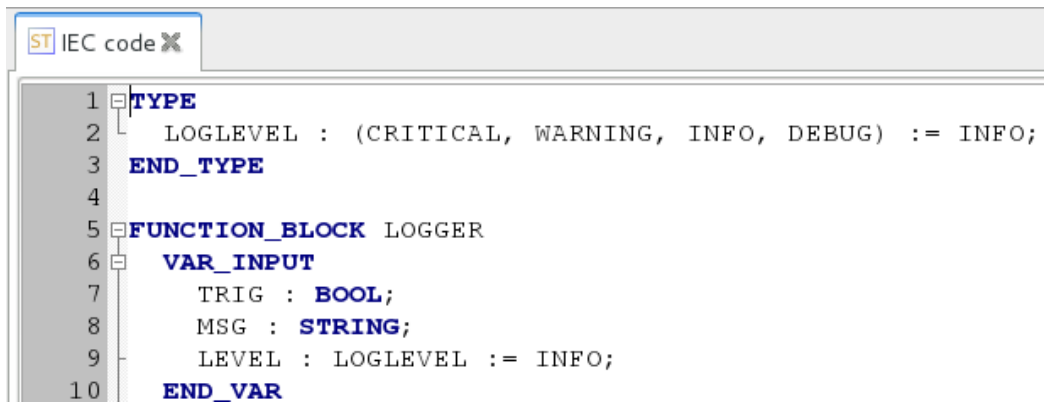 ST IEC code
1 TYPE
2 LOGLEVEL : (CRITICAL, WARNING, INFO, DEBUG) := INFO;
3 END_TYPE
4
5 FUNCTION_BLOCK LOGGER
6 VAR_INPUT
7 TRIG : BOOL;
8 MSG : STRING;
9 LEVEL : LOGLEVEL := INFO;
10 END_VAR